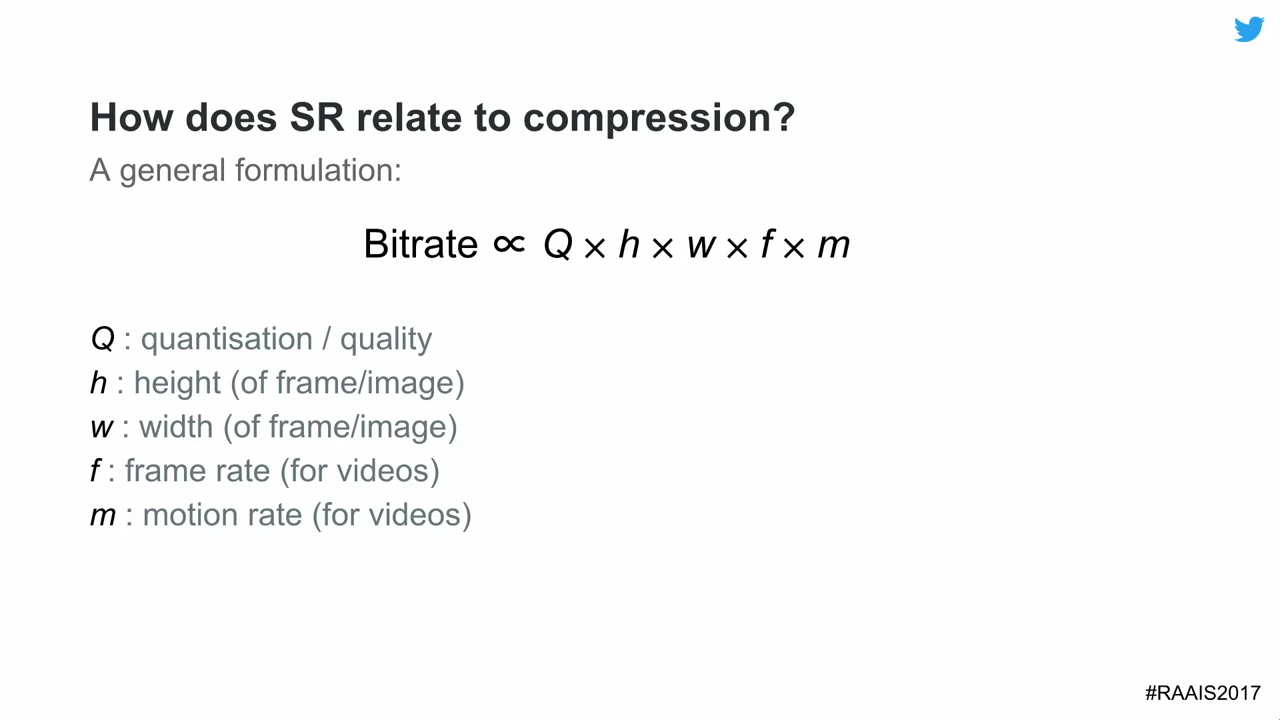 How does SR relate to compression?
A general formulation:
Bitrate ∝ Q × h × w × f × m
Q : quantisation / quality
h : height (of frame/image)
w : width (of frame/image)
f : frame rate (for videos)
m : motion rate (for videos)
#RAAIS2017